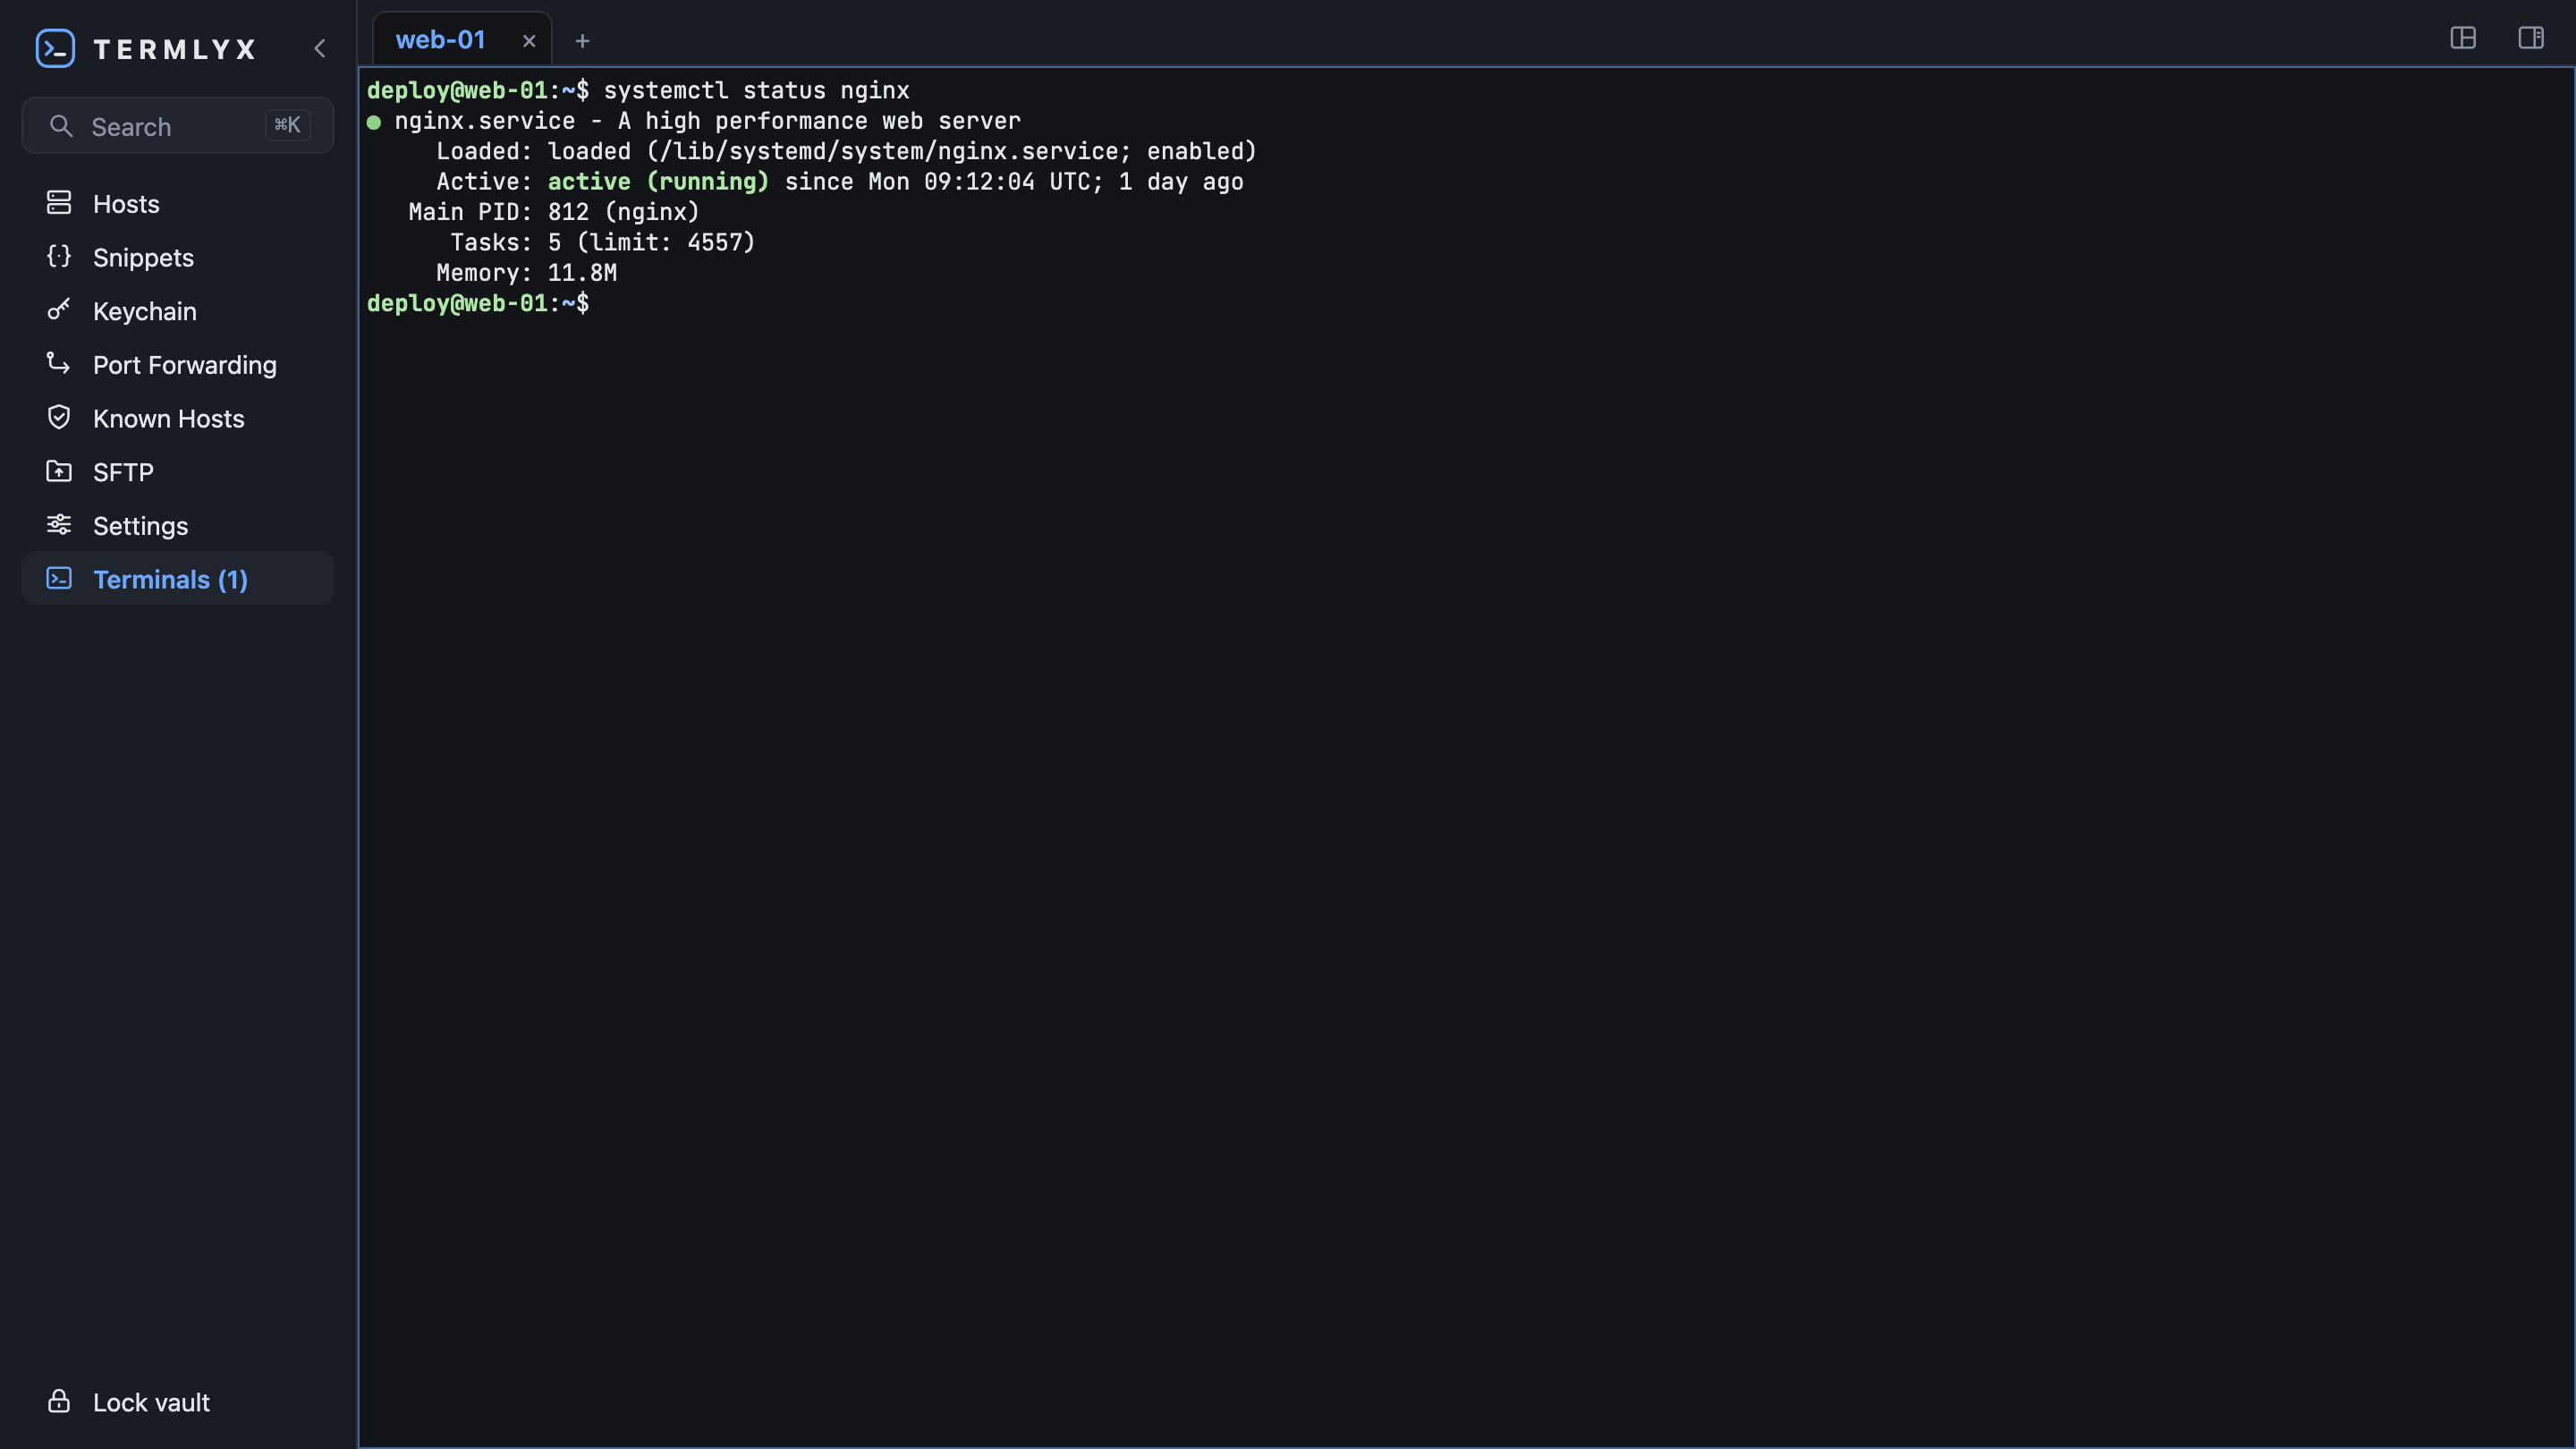 TERMLYX
Search ⌘K
Hosts
Snippets
Keychain
Port Forwarding
Known Hosts
SFTP
Settings
Terminals (1)
Lock vault
web-01 × +
deploy@web-01:~$ systemctl status nginx
● nginx.service - A high performance web server
Loaded: loaded (/lib/systemd/system/nginx.service; enabled)
Active: active (running) since Mon 09:12:04 UTC; 1 day ago
Main PID: 812 (nginx)
Tasks: 5 (limit: 4557)
Memory: 11.8M
deploy@web-01:~$